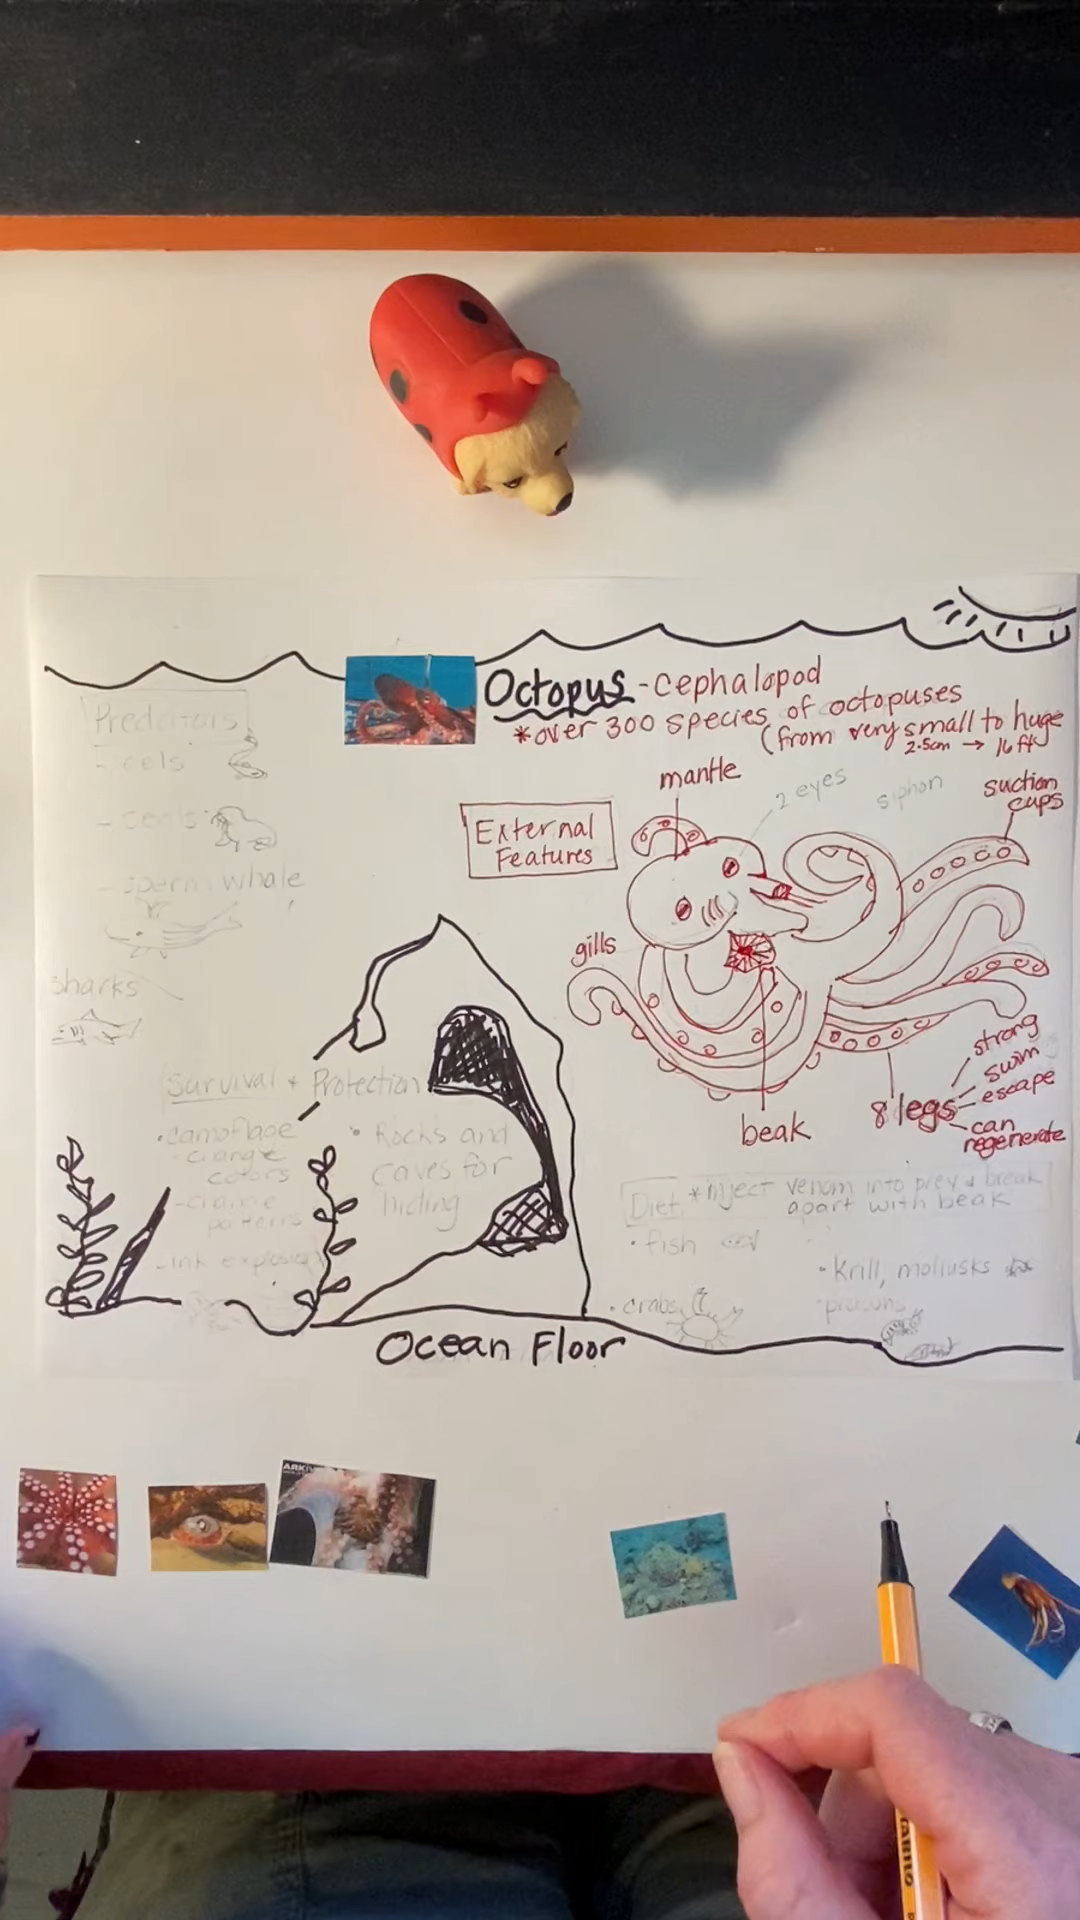 Octopus - Cephalopod
*over 300 species of octopuses
(from very small to huge
2.5cm → 16 ft
Predators
- eels
- seals
- sperm whale
sharks
External
Features
mantle
2 eyes
siphon
suction
cups
gills
beak
8 legs
strong
swim
escape
can
regenerate
Survival + Protection
• camoflage
- change
colors
patterns
- ink explosion
• Rocks and
caves for
hiding
Diet *inject venom into prey + break
apart with beak
• fish
• Krill, mollusks
• crabs
prawns
Ocean Floor
ARKive